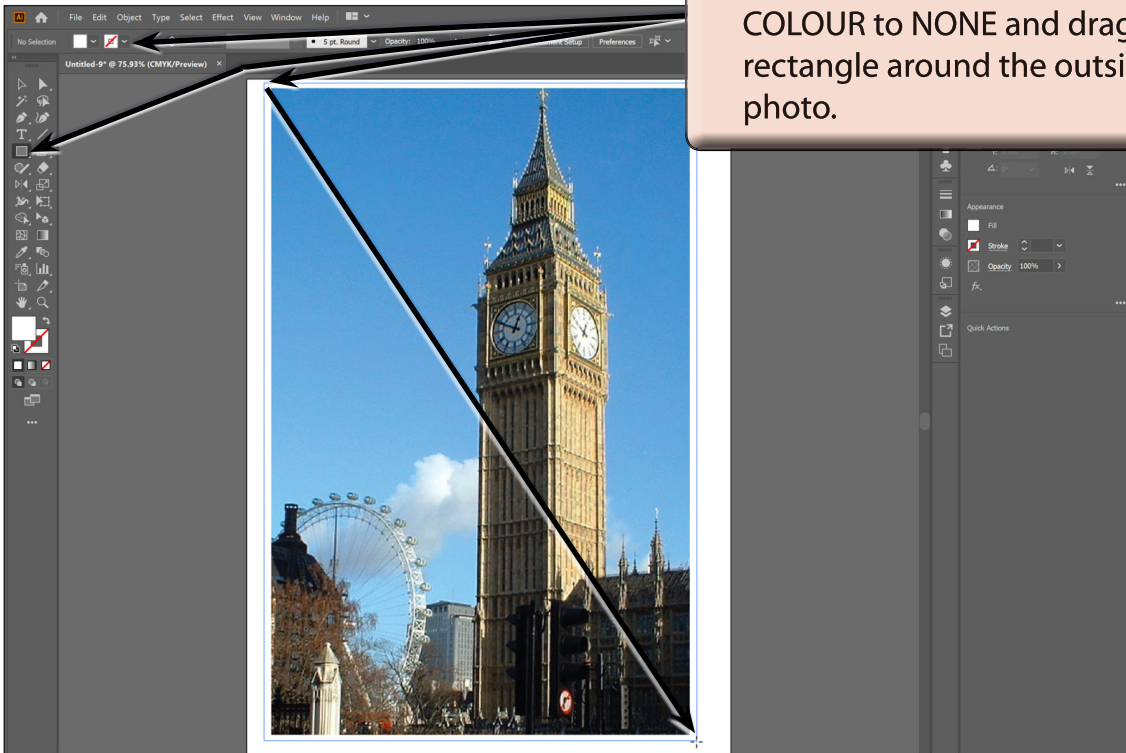 Ai File Edit Object Type Select Effect View Window Help
No Selection 5 pt. Round Opacity: 100% Setup Preferences
Untitled-9* @ 75.93% (CMYK/Preview) ×
COLOUR to NONE and drag
rectangle around the outsi
photo.
Appearance
Fill
Stroke
Opacity 100%
fx.
Quick Actions